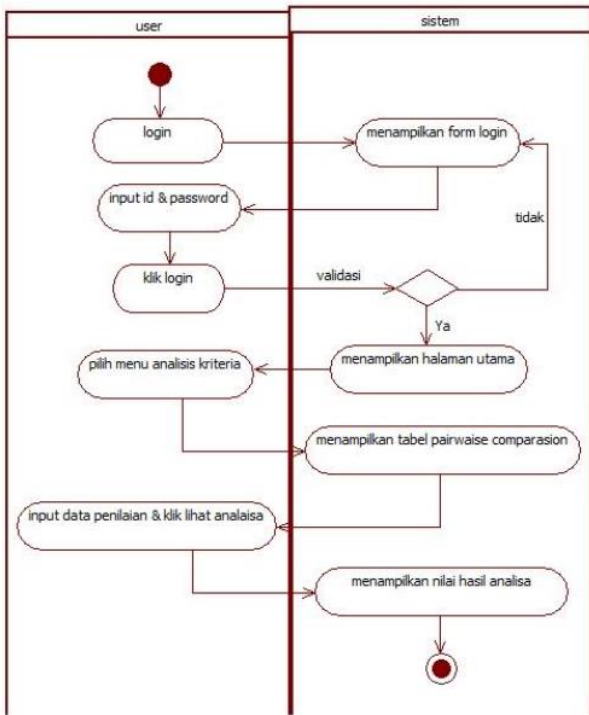 user
sistem
login
menampilkan form login
input id & password
tidak
klik login
validasi
Ya
pilih menu analisis kriteria
menampilkan halaman utama
menampilkan tabel pairwaise comparasion
input data penilaian & klik lihat analaisa
menampilkan nilai hasil analisa